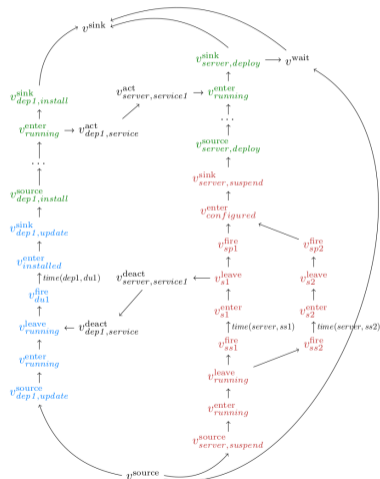 v^sink
v^sink_server,deploy → v^wait
v^sink_dep1,install
v^act_server,service1 → v^enter_running
v^enter_running → v^act_dep1,service
...
...
v^source_server,deploy
v^source_dep1,install
v^sink_server,suspend
v^sink_dep1,update
v^enter_configured
v^fire_sp1
v^fire_sp2
v^enter_installed
time(dep1,du1)
v^deact_server,service1 ← v^leave_s1
v^leave_s2
v^fire_du1
v^enter_s1
v^enter_s2
v^leave_running ← v^deact_dep1,service
time(server,ss1)
time(server,ss2)
v^fire_ss1
v^fire_ss2
v^enter_running
v^leave_running
v^source_dep1,update
v^enter_running
v^source_server,suspend
v^source